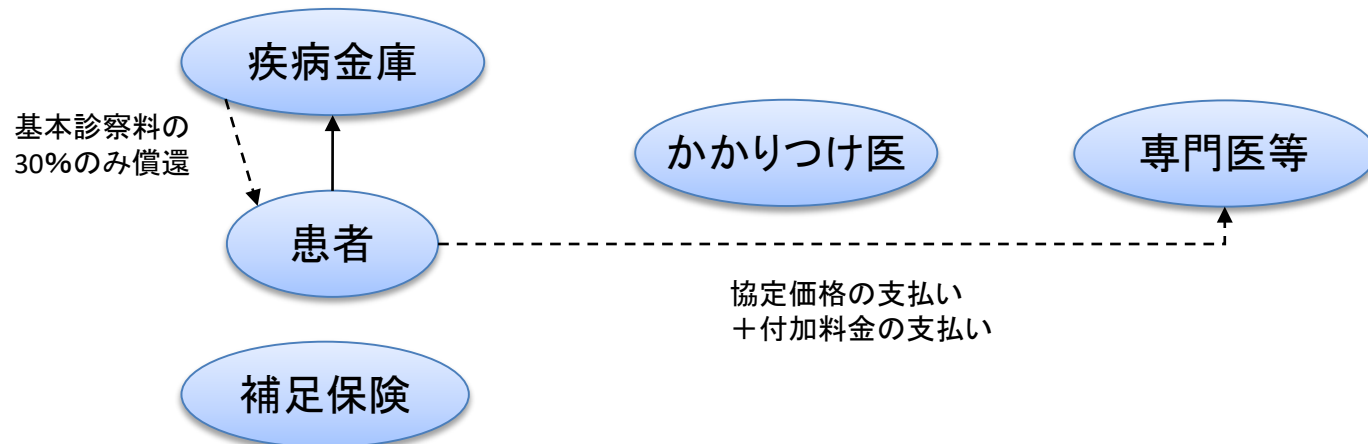 疾病金庫
基本診察料の
30%のみ償還
かかりつけ医
専門医等
患者
協定価格の支払い
＋付加料金の支払い
補足保険